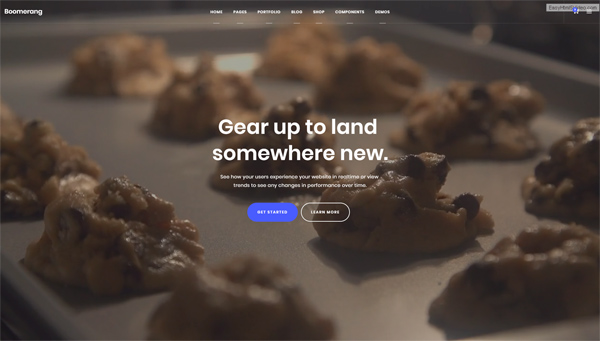 Boomerang
HOME PAGES PORTFOLIO BLOG SHOP COMPONENTS DEMOS
Gear up to land
somewhere new.
See how your users experience your website in realtime or view
trends to see any changes in performance over time.
GET STARTED LEARN MORE